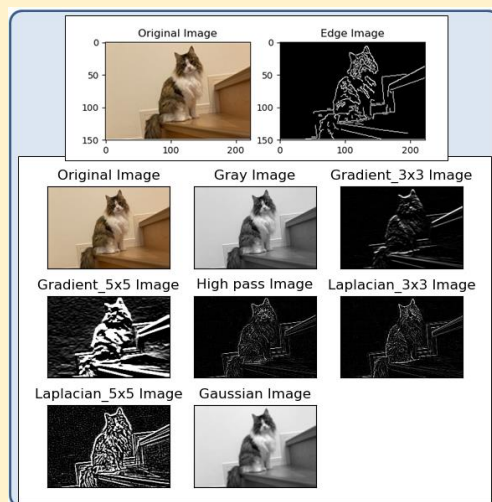 Original Image Edge Image
0 0
50 50
100 100
150 150
0 100 200 0 100 200
Original Image Gray Image Gradient_3x3 Image
Gradient_5x5 Image High pass Image Laplacian_3x3 Image
Laplacian_5x5 Image Gaussian Image